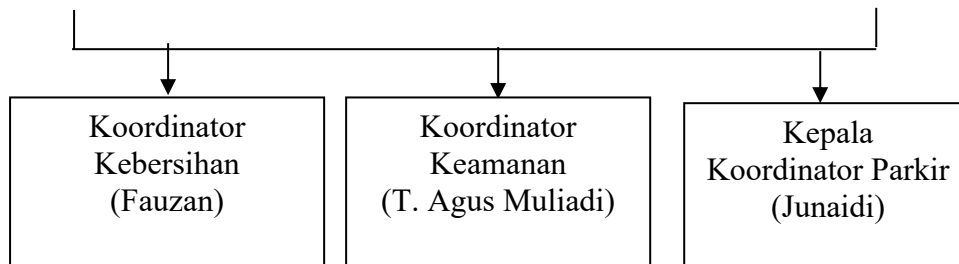 Koordinator
Kebersihan
(Fauzan)
Koordinator
Keamanan
(T. Agus Muliadi)
Kepala
Koordinator Parkir
(Junaidi)